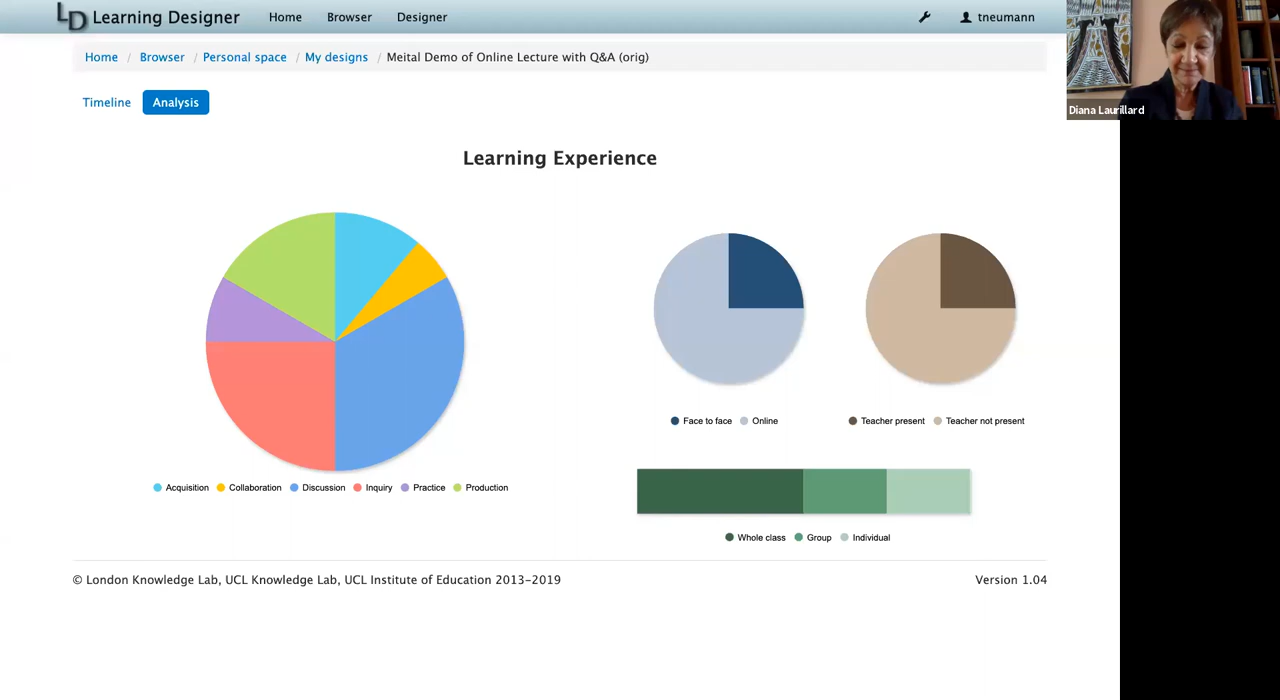 LD Learning Designer Home Browser Designer tneumann
Home / Browser / Personal space / My designs / Meital Demo of Online Lecture with Q&A (orig)
Diana Laurillard
Timeline Analysis
Learning Experience
Face to face Online
Teacher present Teacher not present
Acquisition Collaboration Discussion Inquiry Practice Production
Whole class Group Individual
© London Knowledge Lab, UCL Knowledge Lab, UCL Institute of Education 2013-2019
Version 1.04